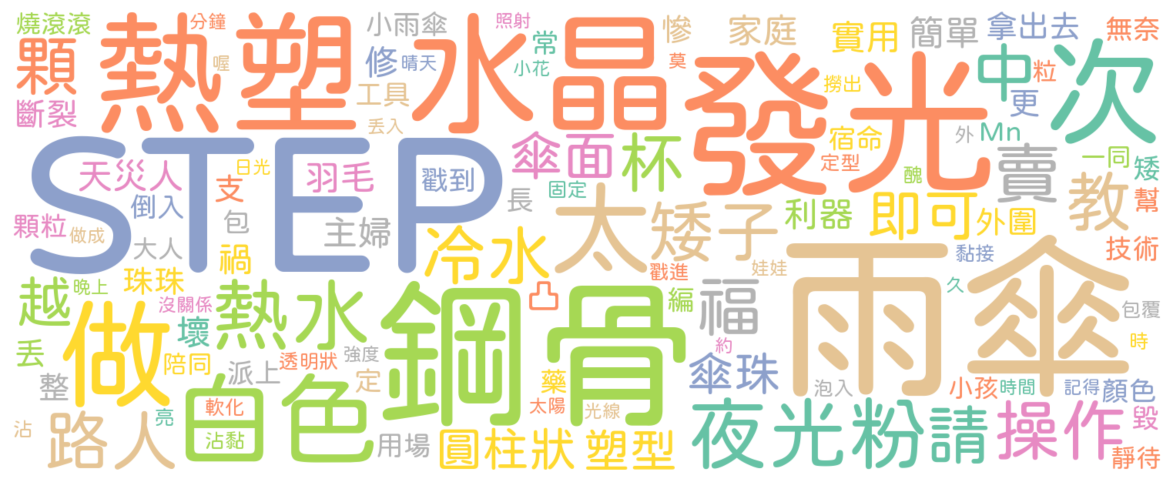 燒滾滾 分鐘 小雨傘 照射 常 慘 家庭 實用 簡單 拿出去 無奈
顆 熱塑 喔 修 晴天 水晶 小花 莫 發光 撈出 中 粒 次
斷裂 工具 丟入 更
STEP 傘面 杯 定型 宿命 外 Mn 賣 一同 矮
天災人 日光 支 羽毛 戳到 固定 醜 教 幫
倒入 包 長 太 矮子 利器 即可 外圍
顆粒 做成 大人 主婦 禍 冷水 戳進 娃娃 雨傘 黏接 技術
越 晚上 珠珠 沒關係 熱水 鋼骨 凸 編 福 久 包覆
丟 做 壞 透明狀 強度 約 時
整 陪同 派上 定 藥 傘珠 泡入 小孩 時間 記得 顏色
沾 路人 亮 白色 軟化 太陽 光線 夜光粉 請 操作 毀
沾黏 用場 圓柱狀 塑型 靜待